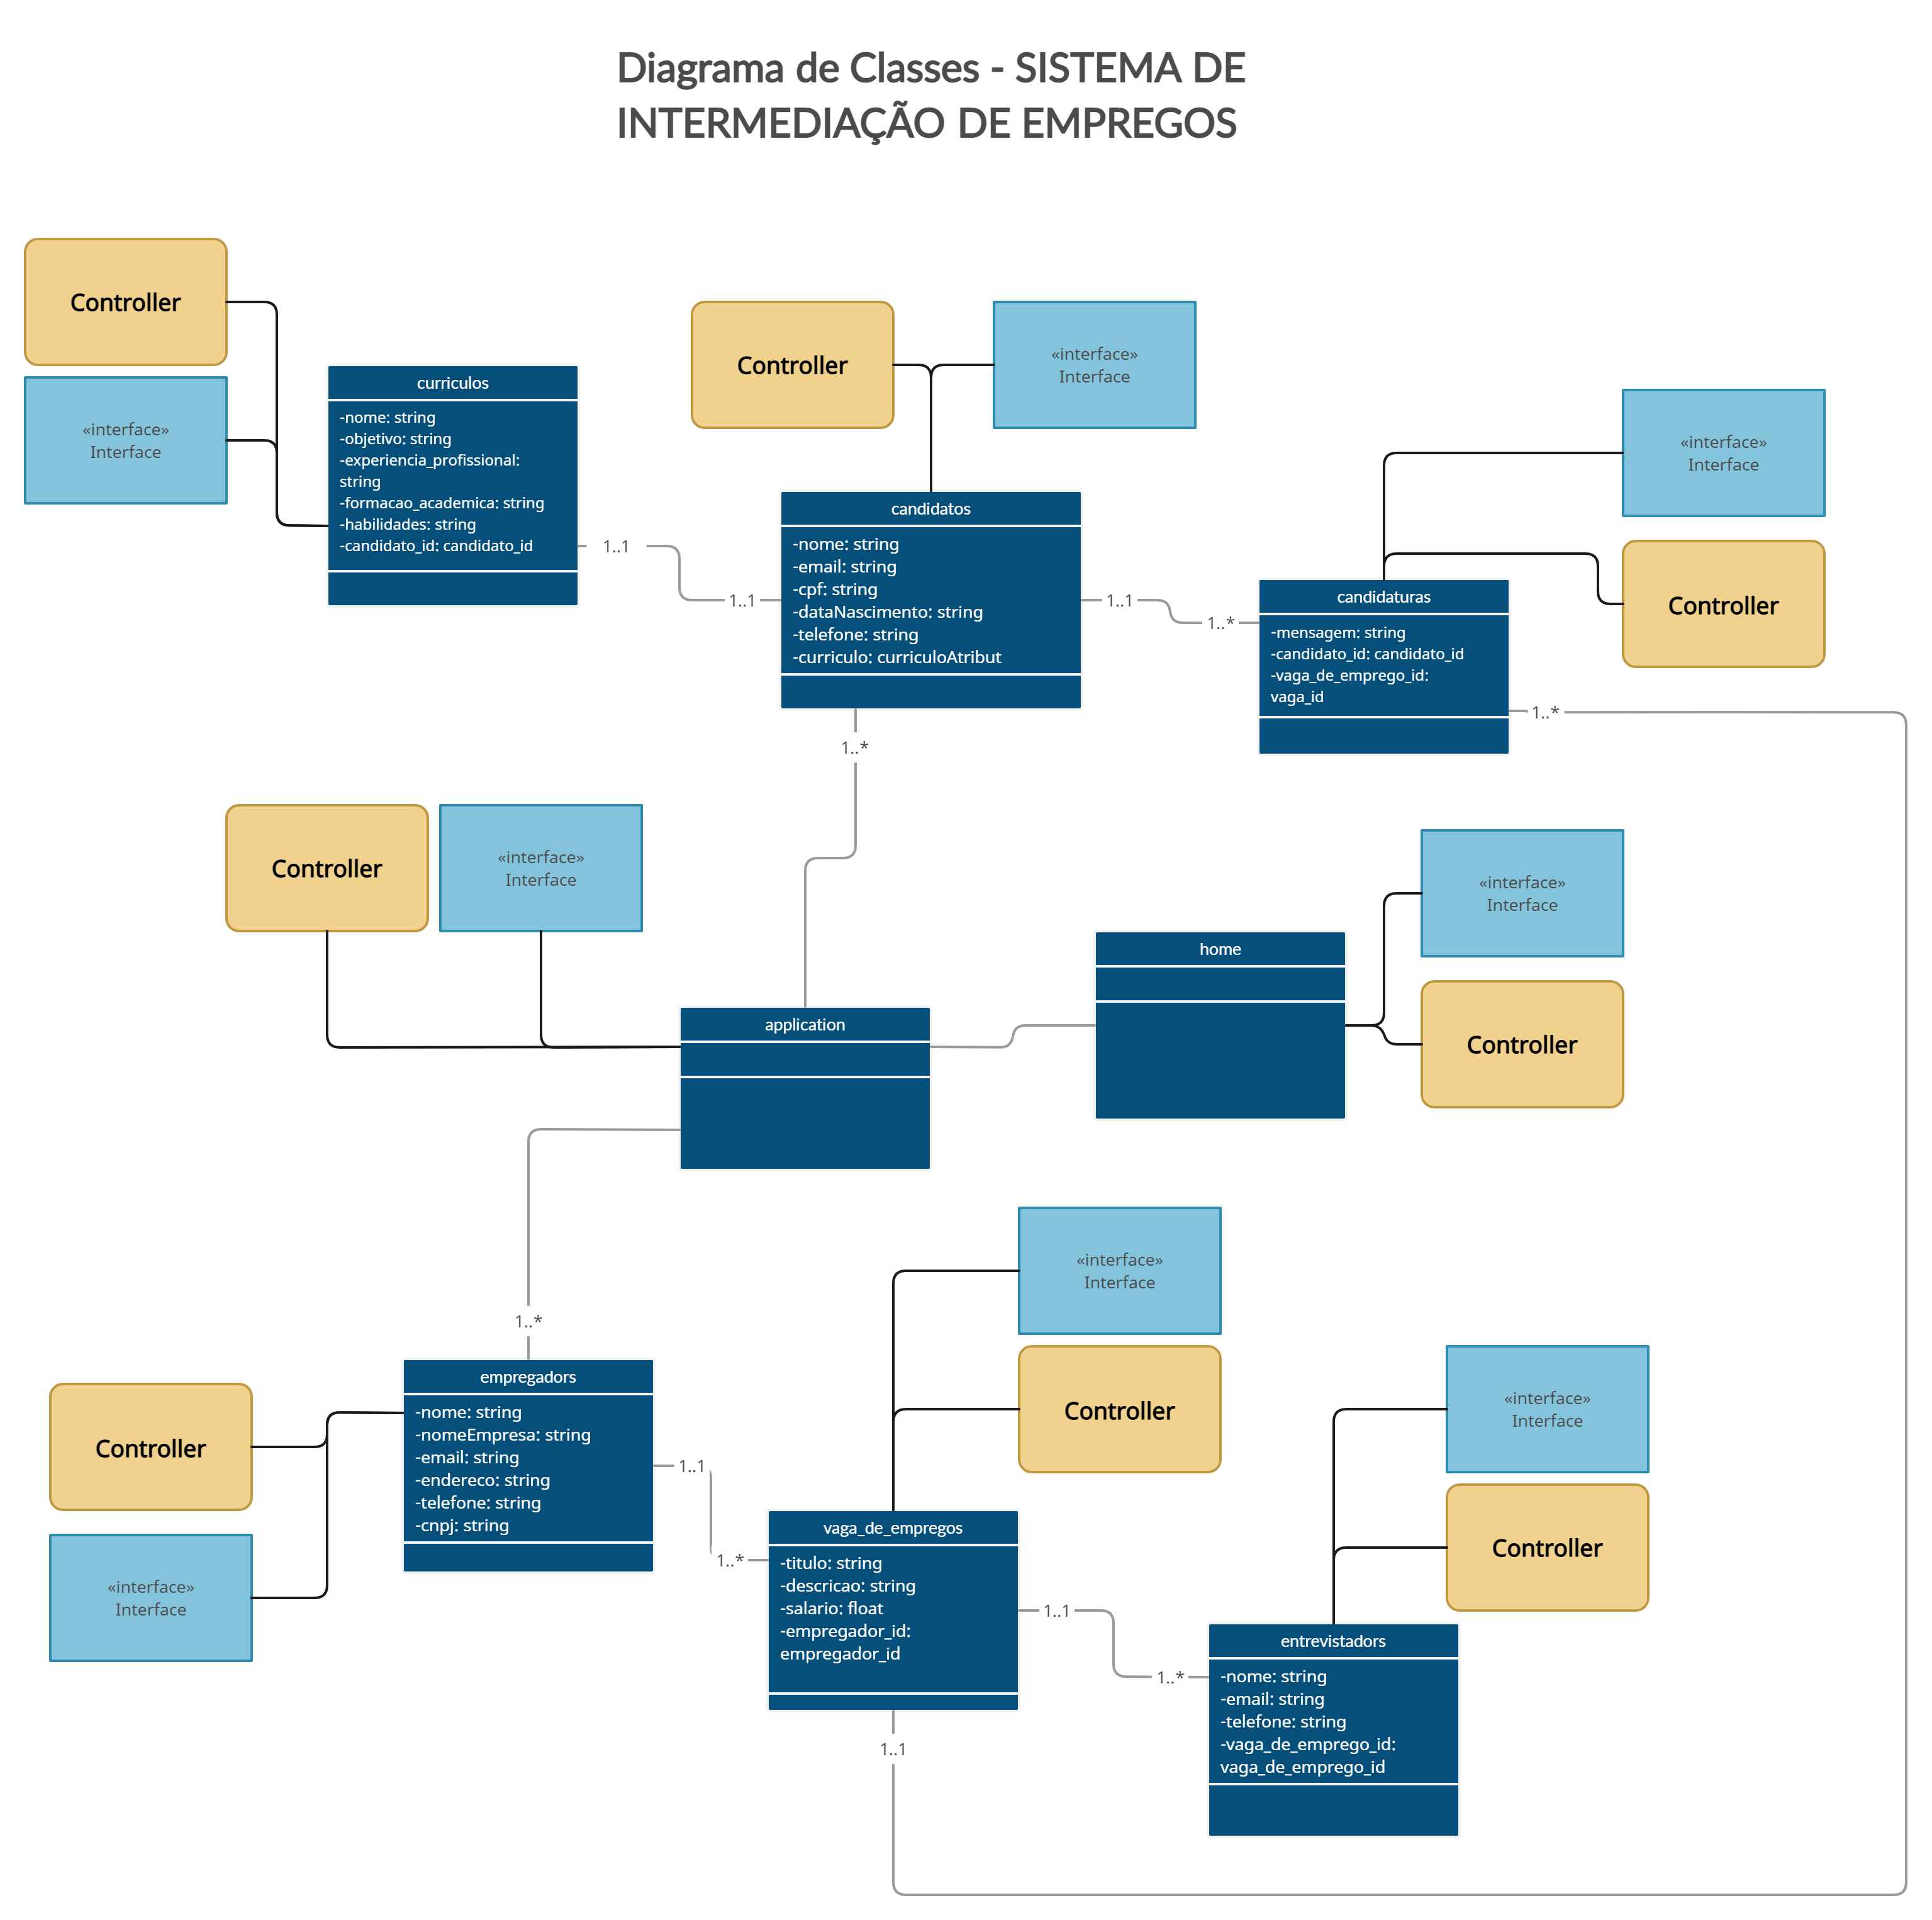 Diagrama de Classes - SISTEMA DE
INTERMEDIAÇÃO DE EMPREGOS
Controller
«interface»
Interface
curriculos
-nome: string
-objetivo: string
-experiencia_profissional:
string
-formacao_academica: string
-habilidades: string
-candidato_id: candidato_id
1..1
1..1
Controller
«interface»
Interface
candidatos
-nome: string
-email: string
-cpf: string
-dataNascimento: string
-telefone: string
-curriculo: curriculoAtribut
1..1
1..*
1..*
«interface»
Interface
Controller
candidaturas
-mensagem: string
-candidato_id: candidato_id
-vaga_de_emprego_id:
vaga_id
1..*
Controller
«interface»
Interface
application
home
«interface»
Interface
Controller
1..*
Controller
«interface»
Interface
empregadors
-nome: string
-nomeEmpresa: string
-email: string
-endereco: string
-telefone: string
-cnpj: string
1..1
1..*
«interface»
Interface
Controller
vaga_de_empregos
-titulo: string
-descricao: string
-salario: float
-empregador_id:
empregador_id
1..1
1..*
1..1
«interface»
Interface
Controller
entrevistadors
-nome: string
-email: string
-telefone: string
-vaga_de_emprego_id:
vaga_de_emprego_id